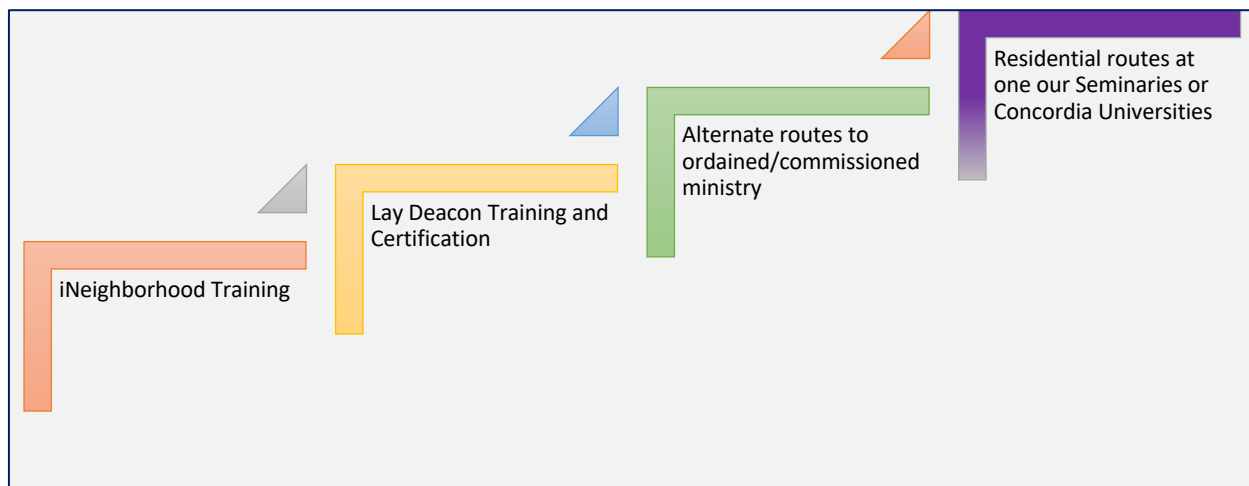 iNeighborhood Training
Lay Deacon Training and
Certification
Alternate routes to
ordained/commissioned
ministry
Residential routes at
one our Seminaries or
Concordia Universities